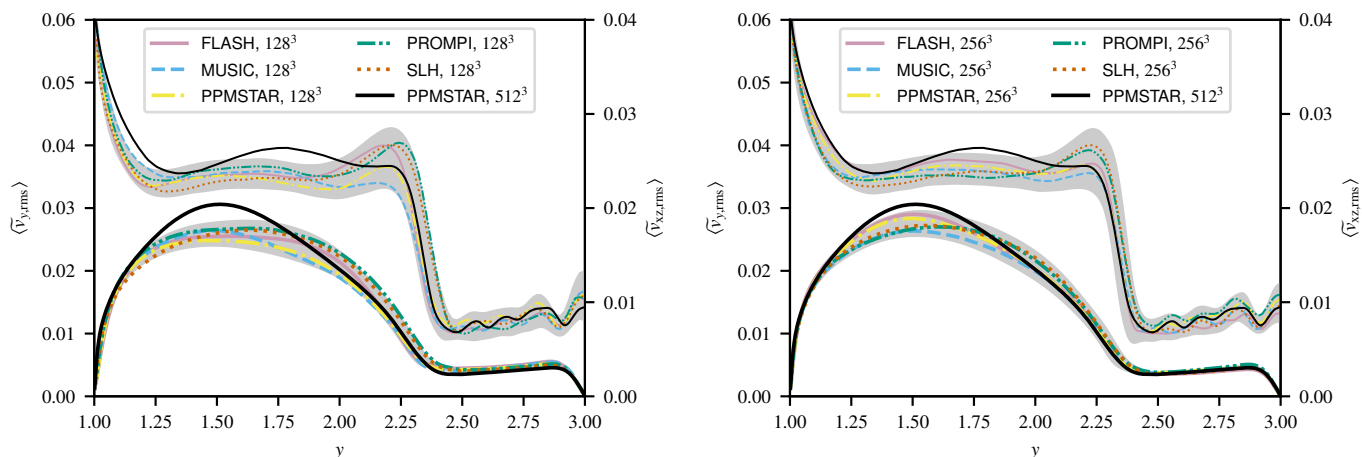 0.06
0.05
0.04
0.03
0.02
0.01
0.00
⟨ṽy,rms⟩
FLASH, 128³
MUSIC, 128³
PPMSTAR, 128³
PROMPI, 128³
SLH, 128³
PPMSTAR, 512³
0.04
0.03
0.02
0.01
0.00
⟨ṽxz,rms⟩
1.00 1.25 1.50 1.75 2.00 2.25 2.50 2.75 3.00
y
0.06
0.05
0.04
0.03
0.02
0.01
0.00
⟨ṽy,rms⟩
FLASH, 256³
MUSIC, 256³
PPMSTAR, 256³
PROMPI, 256³
SLH, 256³
PPMSTAR, 512³
0.04
0.03
0.02
0.01
0.00
⟨ṽxz,rms⟩
1.00 1.25 1.50 1.75 2.00 2.25 2.50 2.75 3.00
y